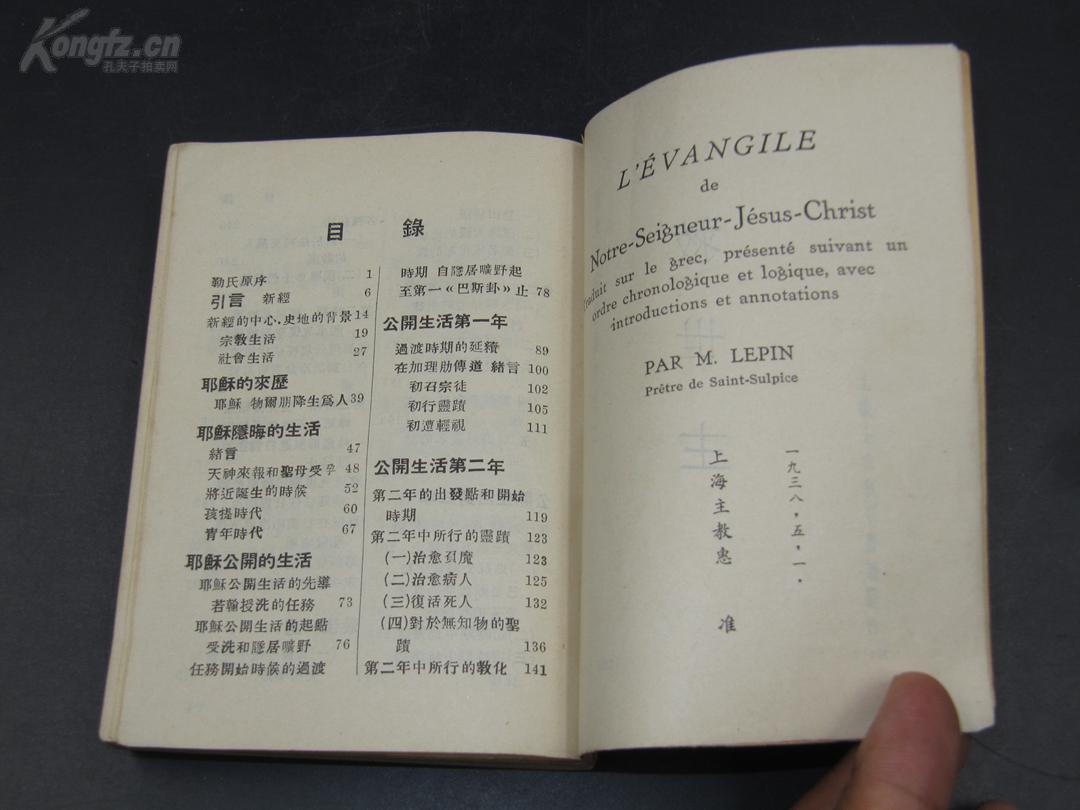 Kongfz.cn
孔夫子拍卖网
目 錄
勒氏原序 1
引言 新經 6
新經的中心.史地的背景14
宗教生活 19
社會生活 27
耶穌的來歷
耶穌 物爾朋降生爲人39
耶穌隱晦的生活
緒言 47
天神來報和聖母受孕 48
將近誕生的時候 52
孩提時代 60
青年時代 67
耶穌公開的生活
耶穌公開生活的先導
若翰授洗的任務 73
耶穌公開生活的起點
受洗和隱居曠野 76
任務開始時候的過渡
時期 自隱居曠野起
至第一《巴斯卦》止 78
公開生活第一年
過渡時期的延續 89
在加理肋傳道 緒言 100
初召宗徒 102
初行靈蹟 105
初遭輕視 111
公開生活第二年
第二年的出發點和開始
時期 119
第二年中所行的靈蹟 123
(一)治愈負魔 123
(二)治愈病人 125
(三)復活死人 132
(四)對於無知物的聖
蹟 136
第二年中所行的教化 141
L'ÉVANGILE
de
Notre-Seigneur-Jésus-Christ
traduit sur le grec, présenté suivant un
ordre chronologique et logique, avec
introductions et annotations
PAR M. LEPIN
Prêtre de Saint-Sulpice
一九三八，五，一．
上海主教惠 准